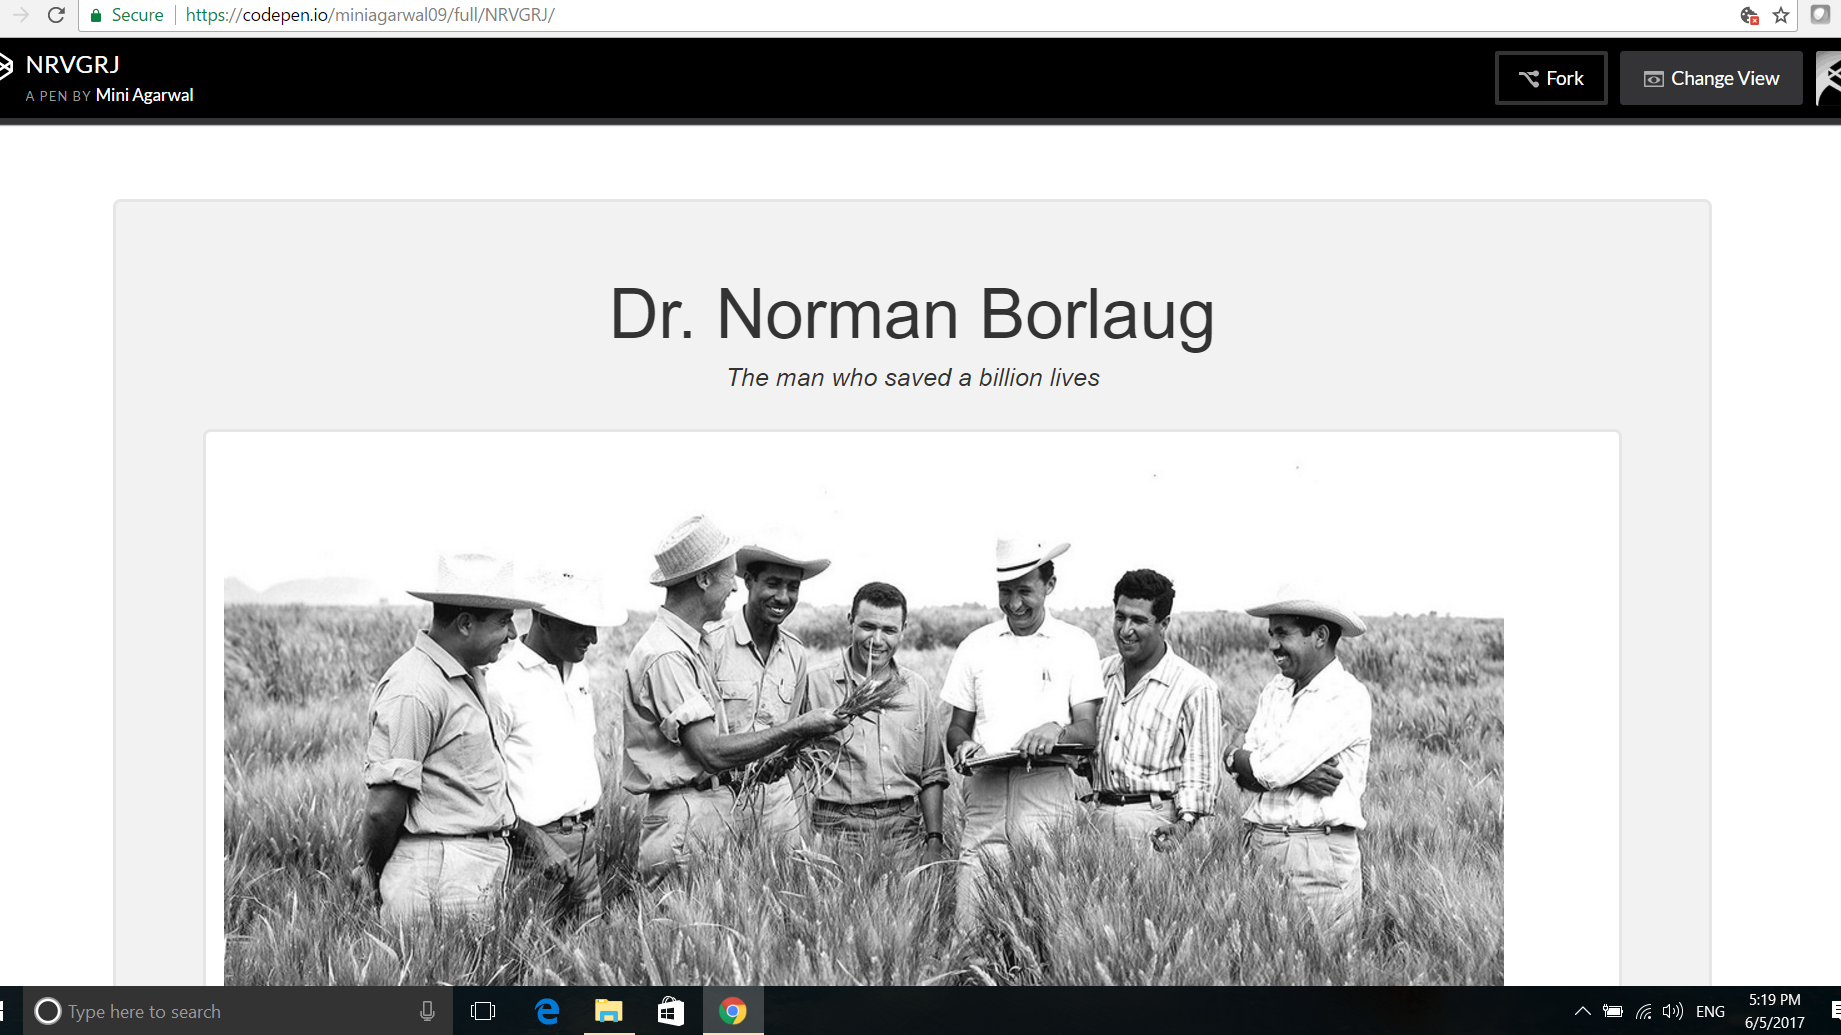 Secure https://codepen.io/miniagarwal09/full/NRVGRJ/
NRVGRJ
A PEN BY Mini Agarwal
Fork
Change View
Dr. Norman Borlaug
The man who saved a billion lives
Type here to search
ENG
5:19 PM
6/5/2017